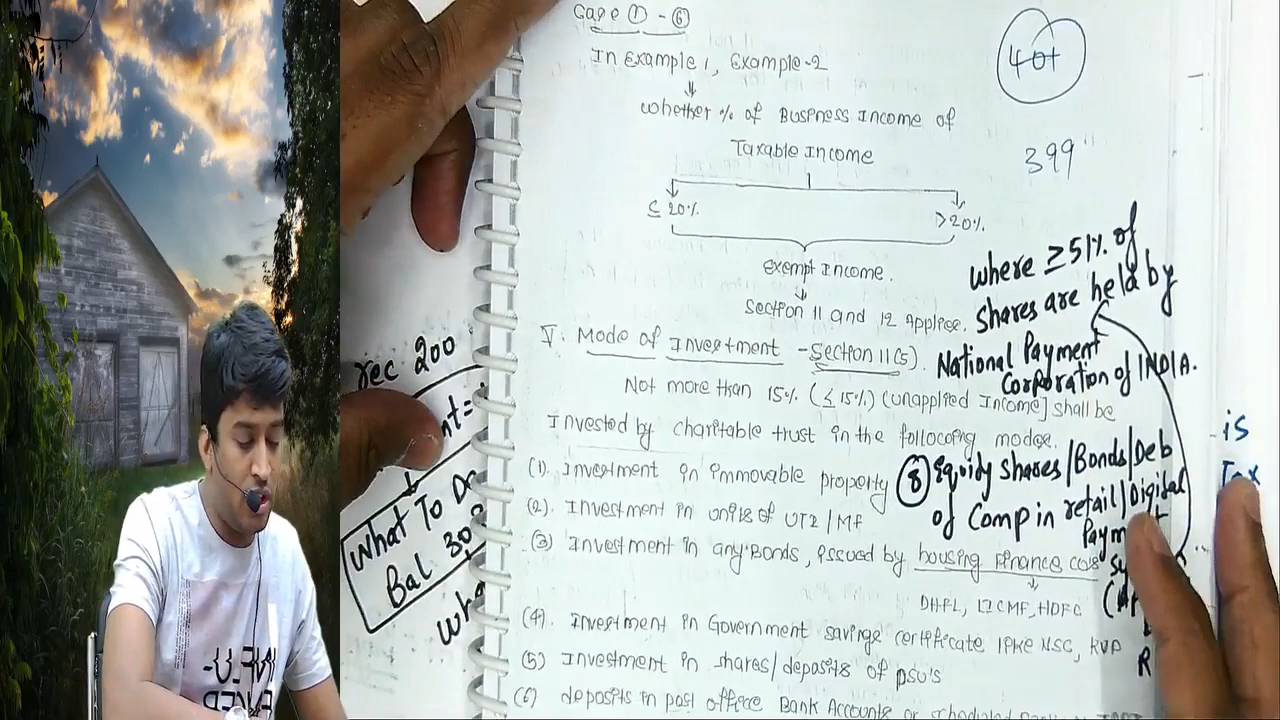 Case ① - ⑥
In Example 1, Example-2
whether % of Business Income of
Taxable Income
≤ 20%.
>20%.
exempt Income.
Section 11 and 12 Applies.
401
399
where ≥51% of
shares are held by
National Payment
Corporation of INDIA.
V. Mode of Investment - Section 11(5).
Not more than 15% (≤ 15%) (unapplied Income] shall be
Invested by charitable trust in the following modes.
(1). Investment in immovable property
(2). Investment in units of UTI / MF
(3) Investment in any Bonds, issued by housing finance cos
DHFL, LICMF, HDFC
(4). Investment in Government savings certificate like NSC, KVP
(5) Investment in shares/deposits of PSU's
(6) deposits in post office Bank Accounts or scheduled
⑧ Equity shares/Bonds/Deb
of Comp in retail/Digital
Paym
rec 200
What To Do
Bal 30
is
Tax